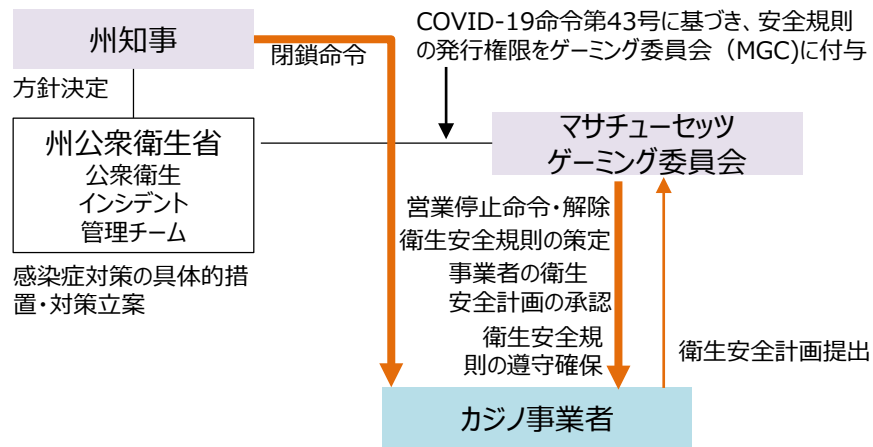 州知事
閉鎖命令
COVID-19命令第43号に基づき、安全規則
の発行権限をゲーミング委員会（MGC)に付与
方針決定
州公衆衛生省
公衆衛生
インシデント
管理チーム
感染症対策の具体的措
置・対策立案
マサチューセッツ
ゲーミング委員会
営業停止命令・解除
衛生安全規則の策定
事業者の衛生
安全計画の承認
衛生安全規
則の遵守確保
衛生安全計画提出
カジノ事業者